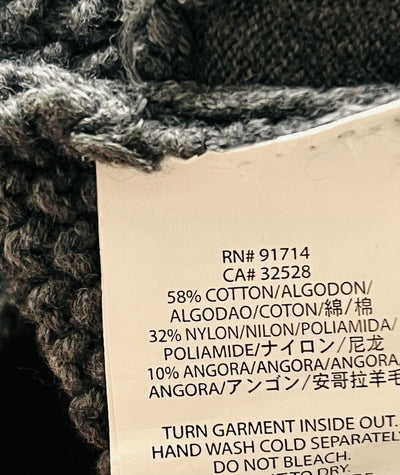 RN# 91714
CA# 32528
58% COTTON/ALGODON/
ALGODAO/COTON/綿/棉
32% NYLON/NILON/POLIAMIDA/
POLIAMIDE/ナイロン/尼龙
10% ANGORA/ANGORA/ANGORA/
ANGORA/アンゴン/安哥拉羊毛
TURN GARMENT INSIDE OUT.
HAND WASH COLD SEPARATELY
DO NOT BLEACH.
TO DRY